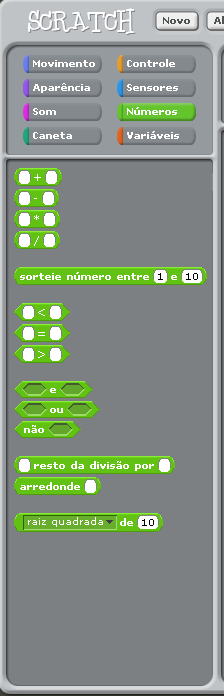 SCRATCH Novo Al
Movimento Controle
Aparência Sensores
Som Números
Caneta Variáveis
+
-
*
/
sorteie número entre 1 e 10
<
=
>
e
ou
não
resto da divisão por
arredonde
raiz quadrada de 10